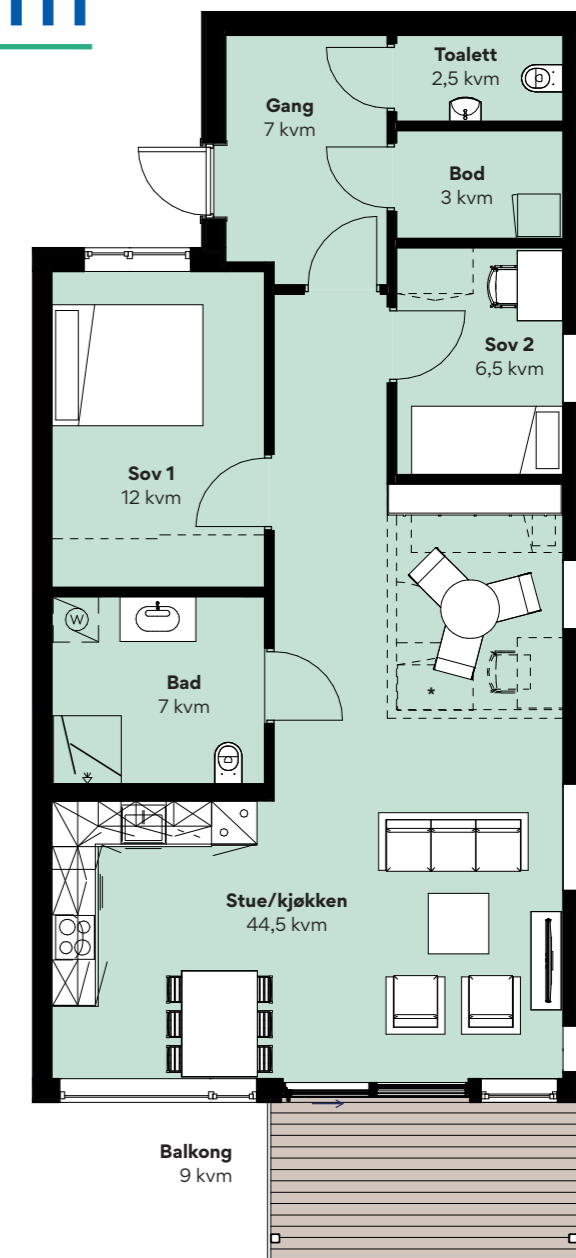 Toalett
2,5 kvm
Gang
7 kvm
Bod
3 kvm
Sov 2
6,5 kvm
Sov 1
12 kvm
W
Bad
7 kvm
*
Stue/kjøkken
44,5 kvm
Balkong
9 kvm